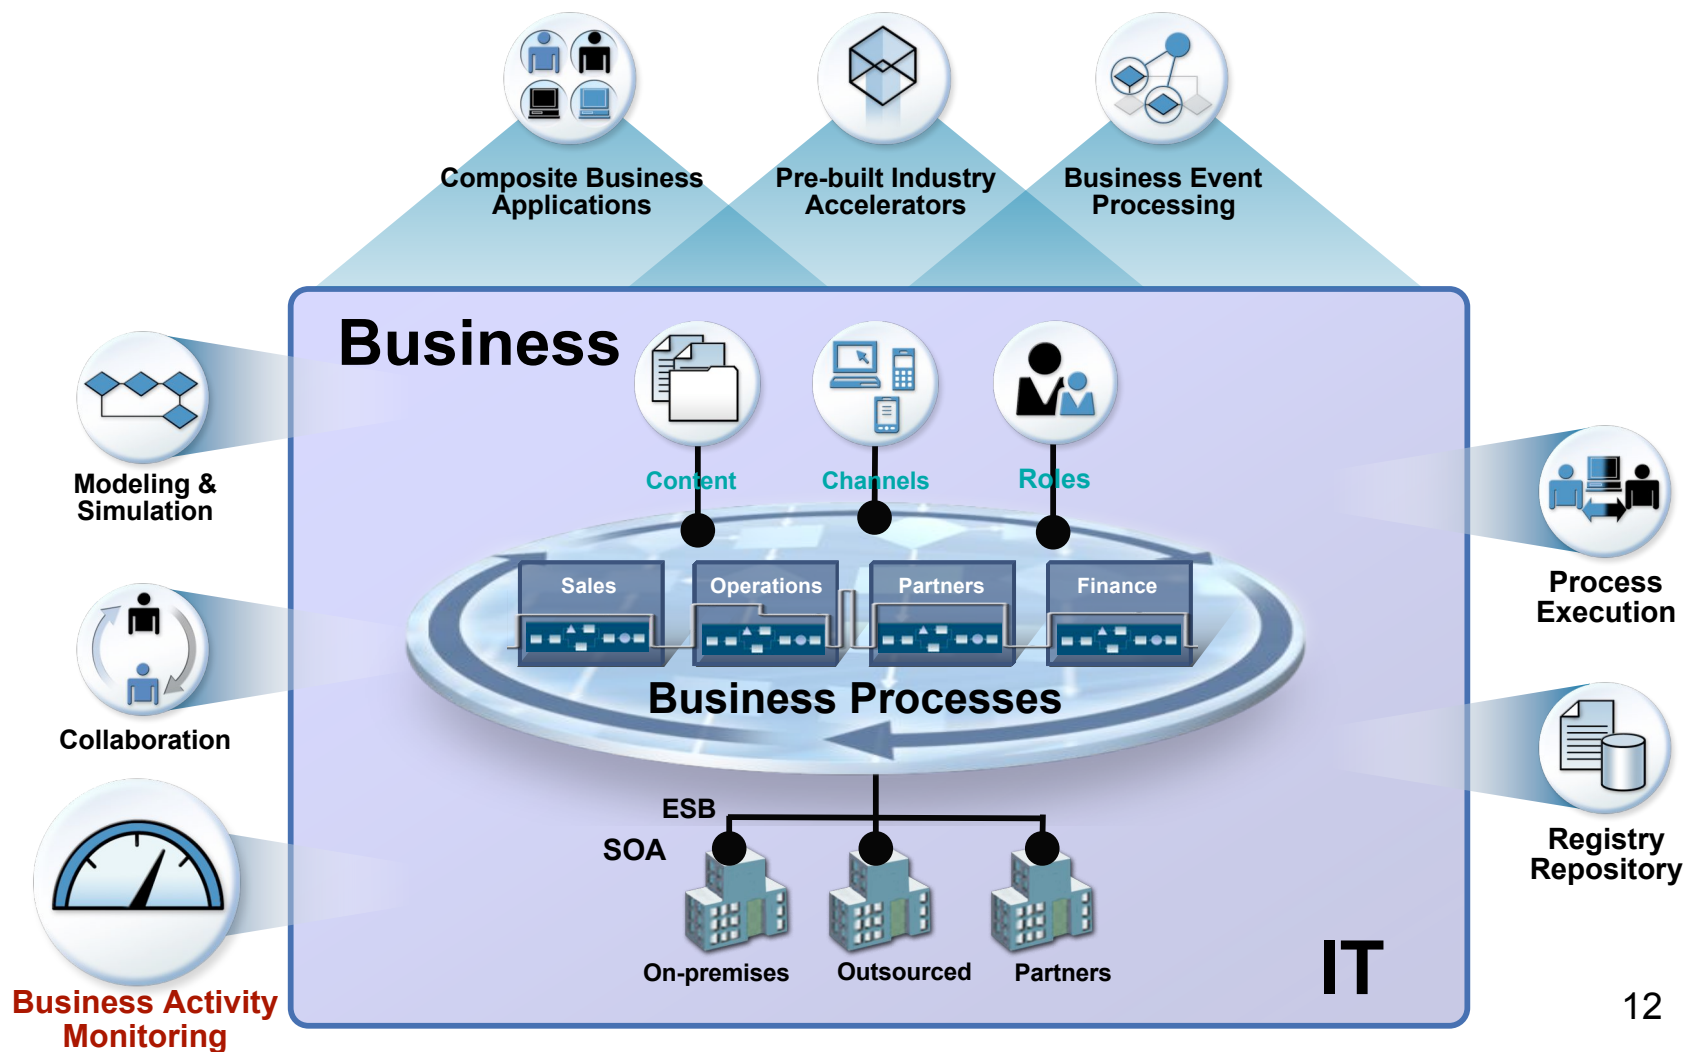 Composite Business
Applications
Pre-built Industry
Accelerators
Business Event
Processing
Business
Content
Channels
Roles
Modeling &
Simulation
Collaboration
Business Activity
Monitoring
Sales
Operations
Partners
Finance
Business Processes
ESB
SOA
On-premises
Outsourced
Partners
IT
Process
Execution
Registry
Repository
12